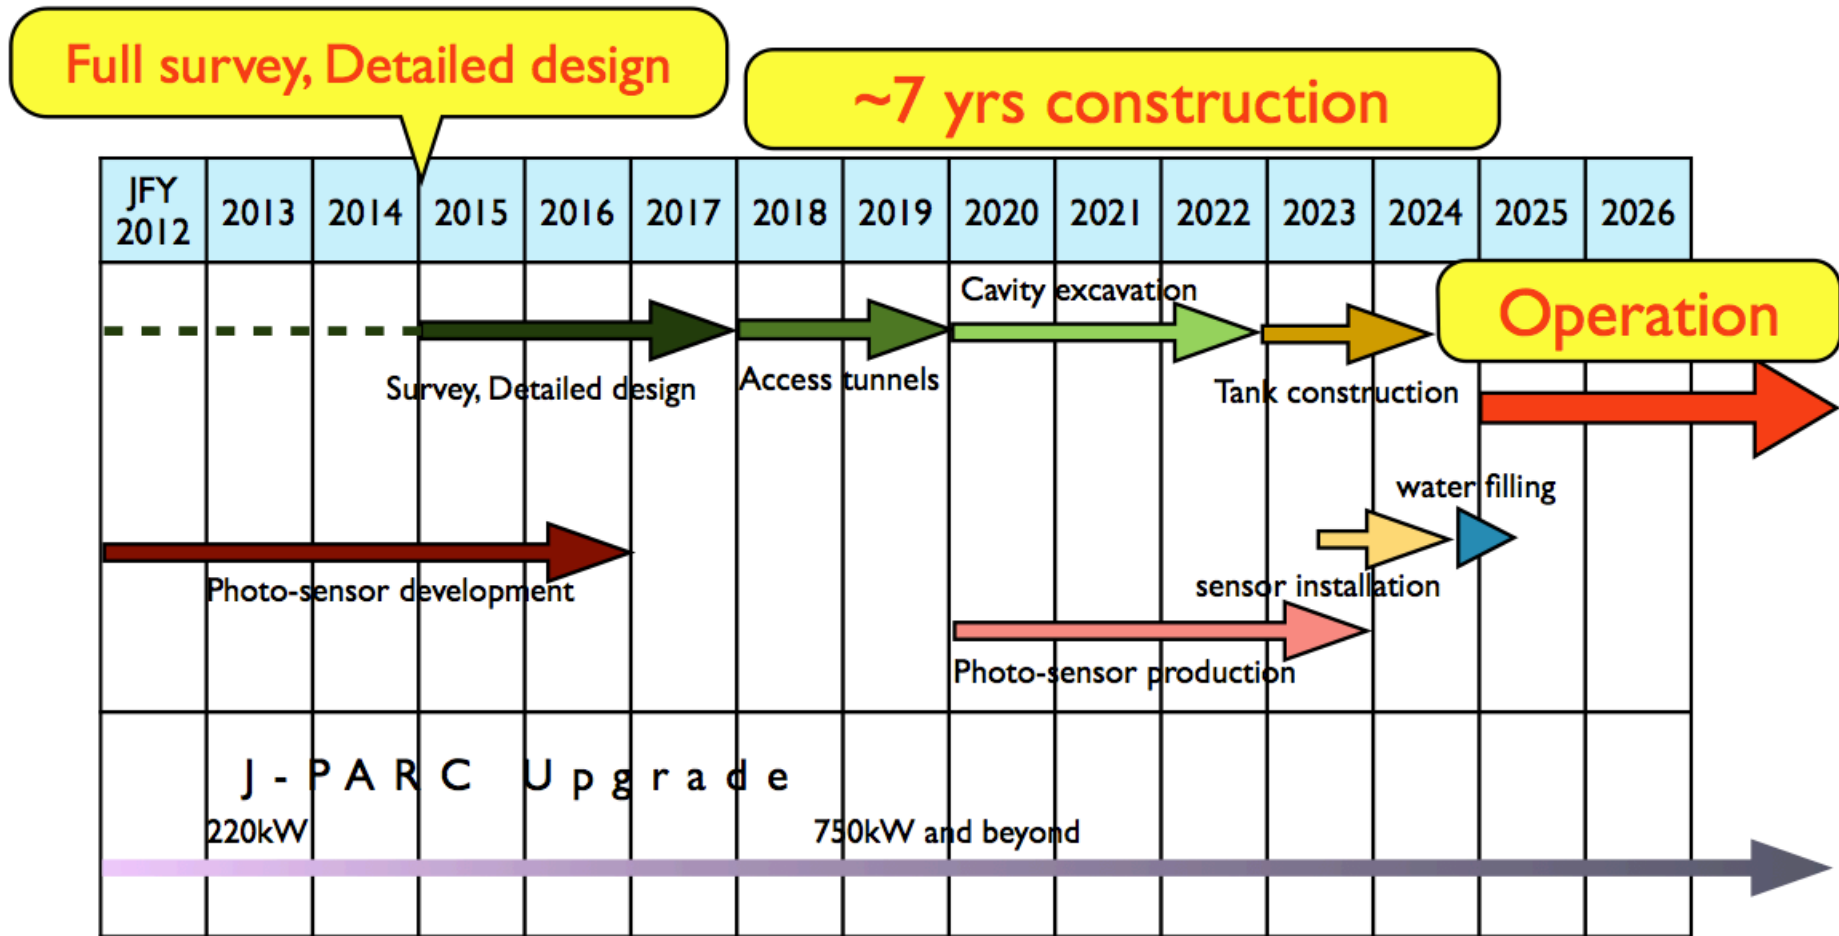 Full survey, Detailed design
~7 yrs construction
JFY
2012
2013
2014
2015
2016
2017
2018
2019
2020
2021
2022
2023
2024
2025
2026
Cavity excavation
Operation
Survey, Detailed design
Access tunnels
Tank construction
water filling
Photo-sensor development
sensor installation
Photo-sensor production
J-PARC Upgrade
220kW
750kW and beyond